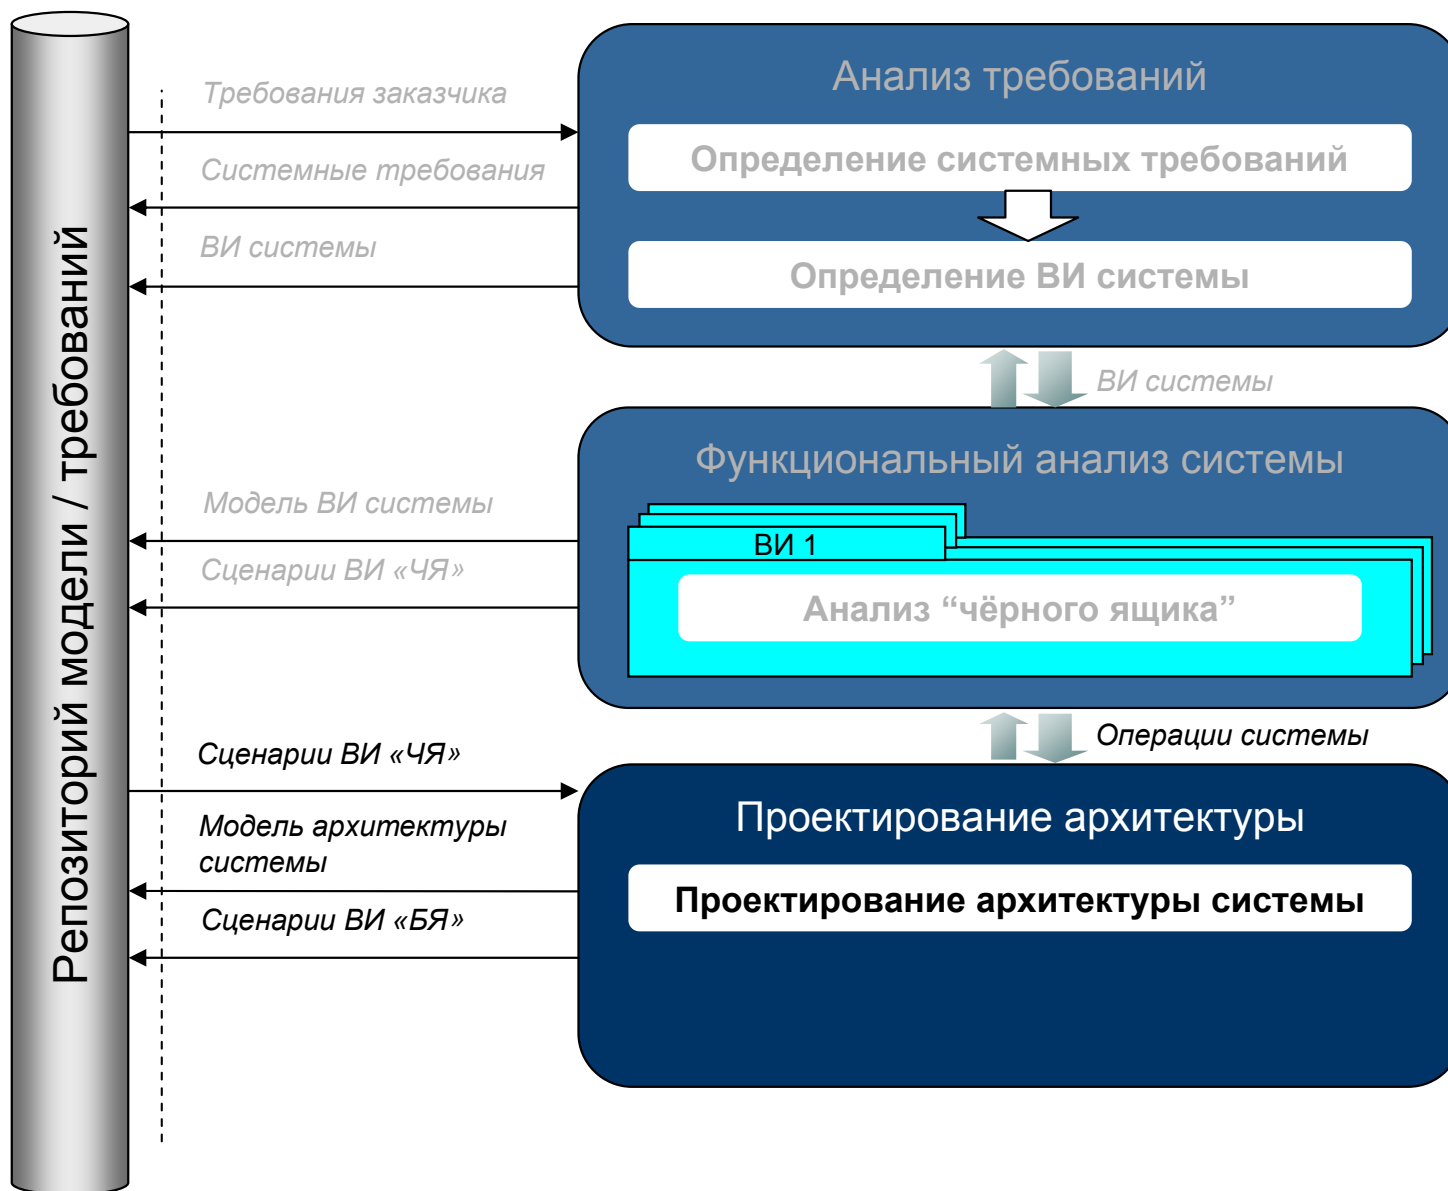 Репозиторий модели / требований
Требования заказчика
Системные требования
ВИ системы
Анализ требований
Определение системных требований
Определение ВИ системы
ВИ системы
Модель ВИ системы
Сценарии ВИ «ЧЯ»
Функциональный анализ системы
ВИ 1
Анализ “чёрного ящика”
Операции системы
Сценарии ВИ «ЧЯ»
Модель архитектуры
системы
Сценарии ВИ «БЯ»
Проектирование архитектуры
Проектирование архитектуры системы